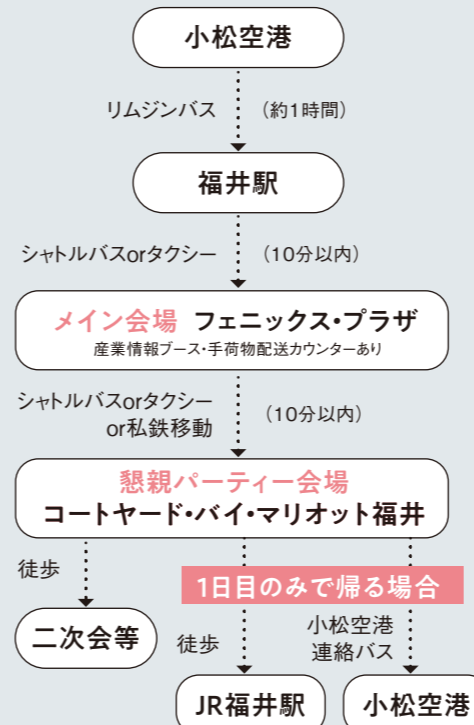 小松空港
リムジンバス (約1時間)
福井駅
シャトルバスorタクシー (10分以内)
メイン会場 フェニックス・プラザ
産業情報ブース・手荷物配送カウンターあり
シャトルバスorタクシー
or私鉄移動
(10分以内)
懇親パーティー会場
コートヤード・バイ・マリオット福井
徒歩
二次会等
1日目のみで帰る場合
徒歩
JR福井駅
小松空港
連絡バス
小松空港